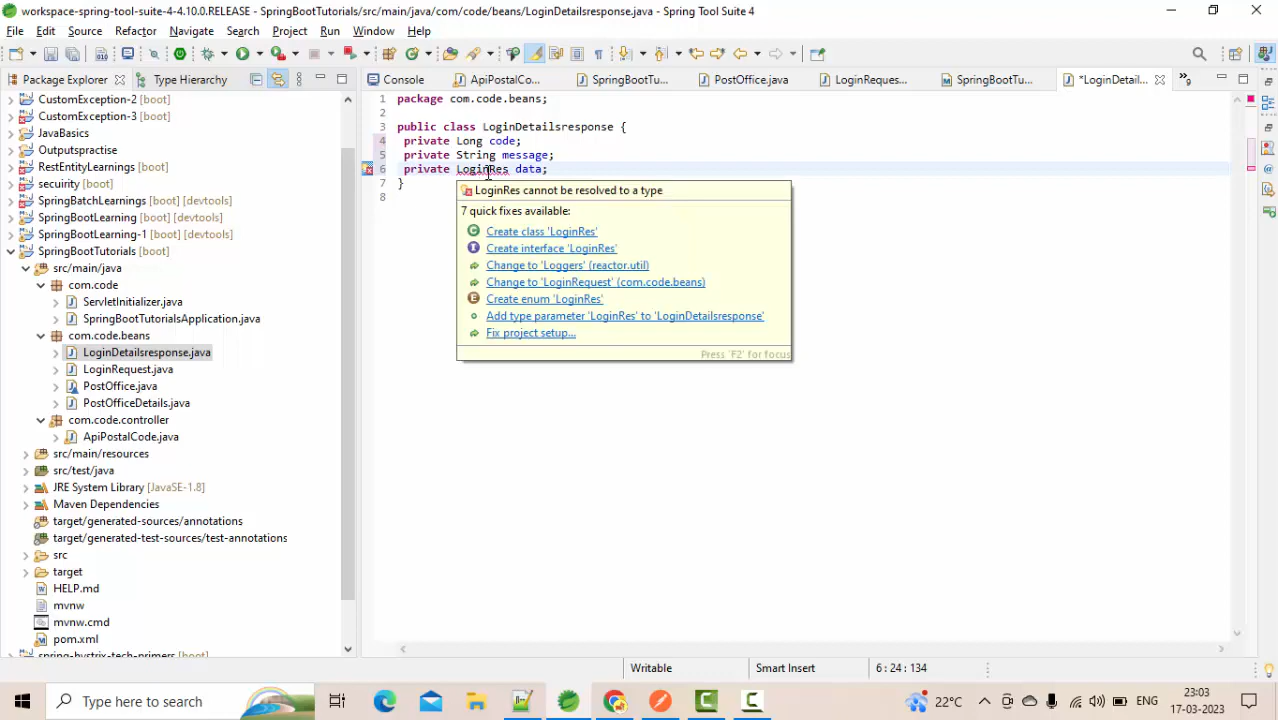 workspace-spring-tool-suite-4-4.10.0.RELEASE - SpringBootTutorials/src/main/java/com/code/beans/LoginDetailsresponse.java - Spring Tool Suite 4
File Edit Source Refactor Navigate Search Project Run Window Help
Package Explorer Type Hierarchy
Console ApiPostalCo... SpringBootTu... PostOffice.java LoginReques... SpringBootTu... *LoginDetail...
CustomException-2 [boot]
CustomException-3 [boot]
JavaBasics
Outputspractise
RestEntityLearnings [boot]
secuirity [boot]
SpringBatchLearnings [boot] [devtools]
SpringBootLearning [boot] [devtools]
SpringBootLearning-1 [boot] [devtools]
SpringBootTutorials [boot]
src/main/java
com.code
ServletInitializer.java
SpringBootTutorialsApplication.java
com.code.beans
LoginDetailsresponse.java
LoginRequest.java
PostOffice.java
PostOfficeDetails.java
com.code.controller
ApiPostalCode.java
src/main/resources
src/test/java
JRE System Library [JavaSE-1.8]
Maven Dependencies
target/generated-sources/annotations
target/generated-test-sources/test-annotations
src
target
HELP.md
mvnw
mvnw.cmd
pom.xml
spring-hystrix-tech-primers [boot]
1 package com.code.beans;
2
3 public class LoginDetailsresponse {
4 private Long code;
5 private String message;
6 private LoginRes data;
7 }
8
LoginRes cannot be resolved to a type
7 quick fixes available:
Create class 'LoginRes'
Create interface 'LoginRes'
Change to 'Loggers' (reactor.util)
Change to 'LoginRequest' (com.code.beans)
Create enum 'LoginRes'
Add type parameter 'LoginRes' to 'LoginDetailsresponse'
Fix project setup...
Press 'F2' for focus
Writable Smart Insert 6 : 24 : 134
Type here to search
22°C ENG 23:03
17-03-2023